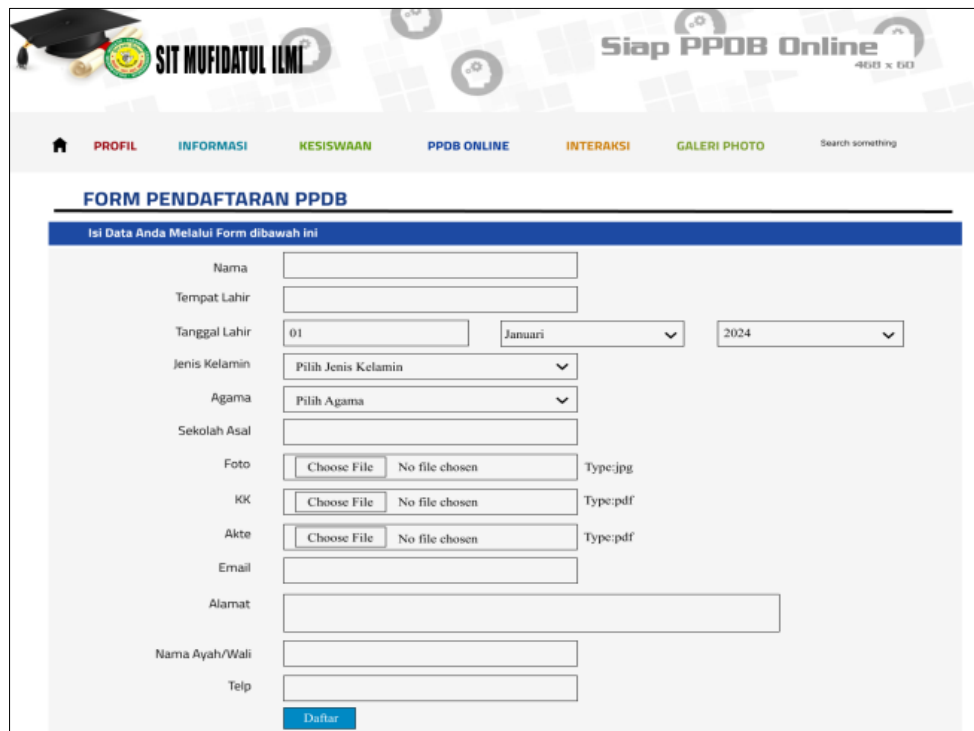 SIT MUFIDATUL ILMI
Siap PPDB Online
468 x 60
PROFIL INFORMASI KESISWAAN PPDB ONLINE INTERAKSI GALERI PHOTO Search something
FORM PENDAFTARAN PPDB
Isi Data Anda Melalui Form dibawah ini
Nama
Tempat Lahir
Tanggal Lahir 01 Januari 2024
Jenis Kelamin Pilih Jenis Kelamin
Agama Pilih Agama
Sekolah Asal
Foto Choose File No file chosen Type:jpg
KK Choose File No file chosen Type:pdf
Akte Choose File No file chosen Type:pdf
Email
Alamat
Nama Ayah/Wali
Telp
Daftar